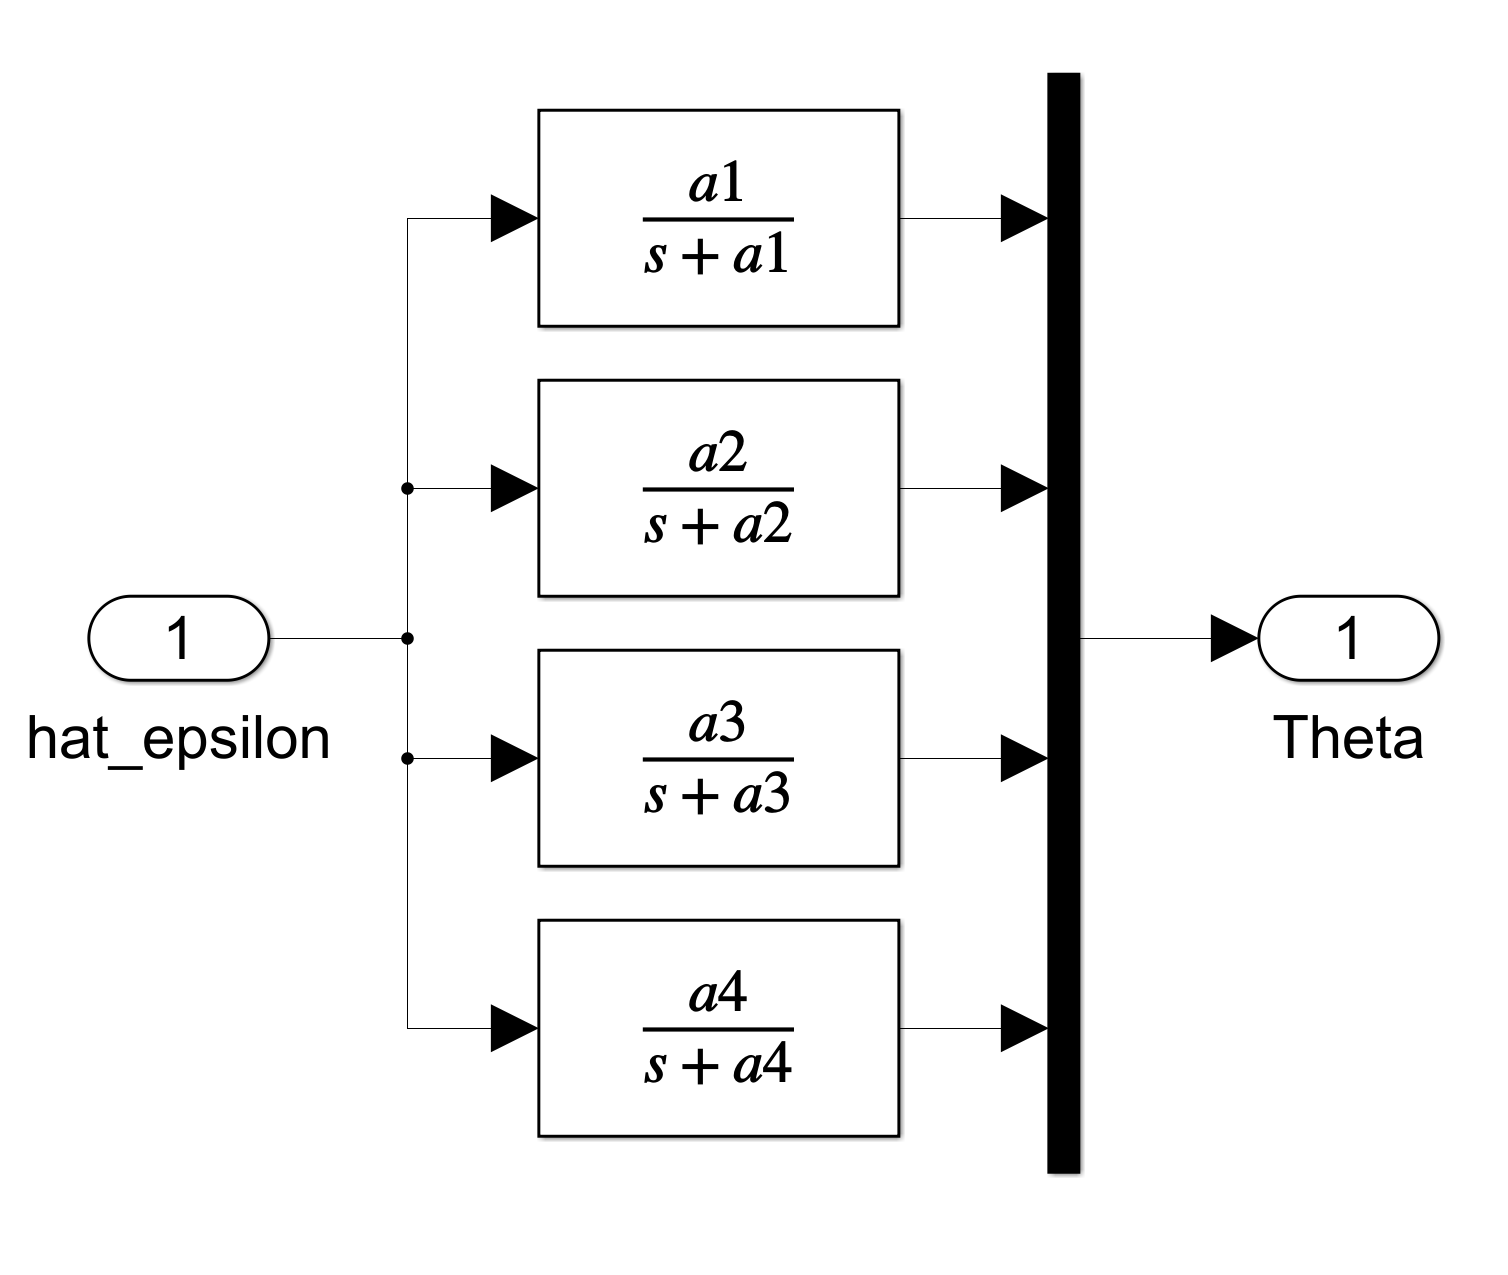 a1
s + a1
a2
s + a2
1
hat_epsilon
a3
s + a3
a4
s + a4
1
Theta